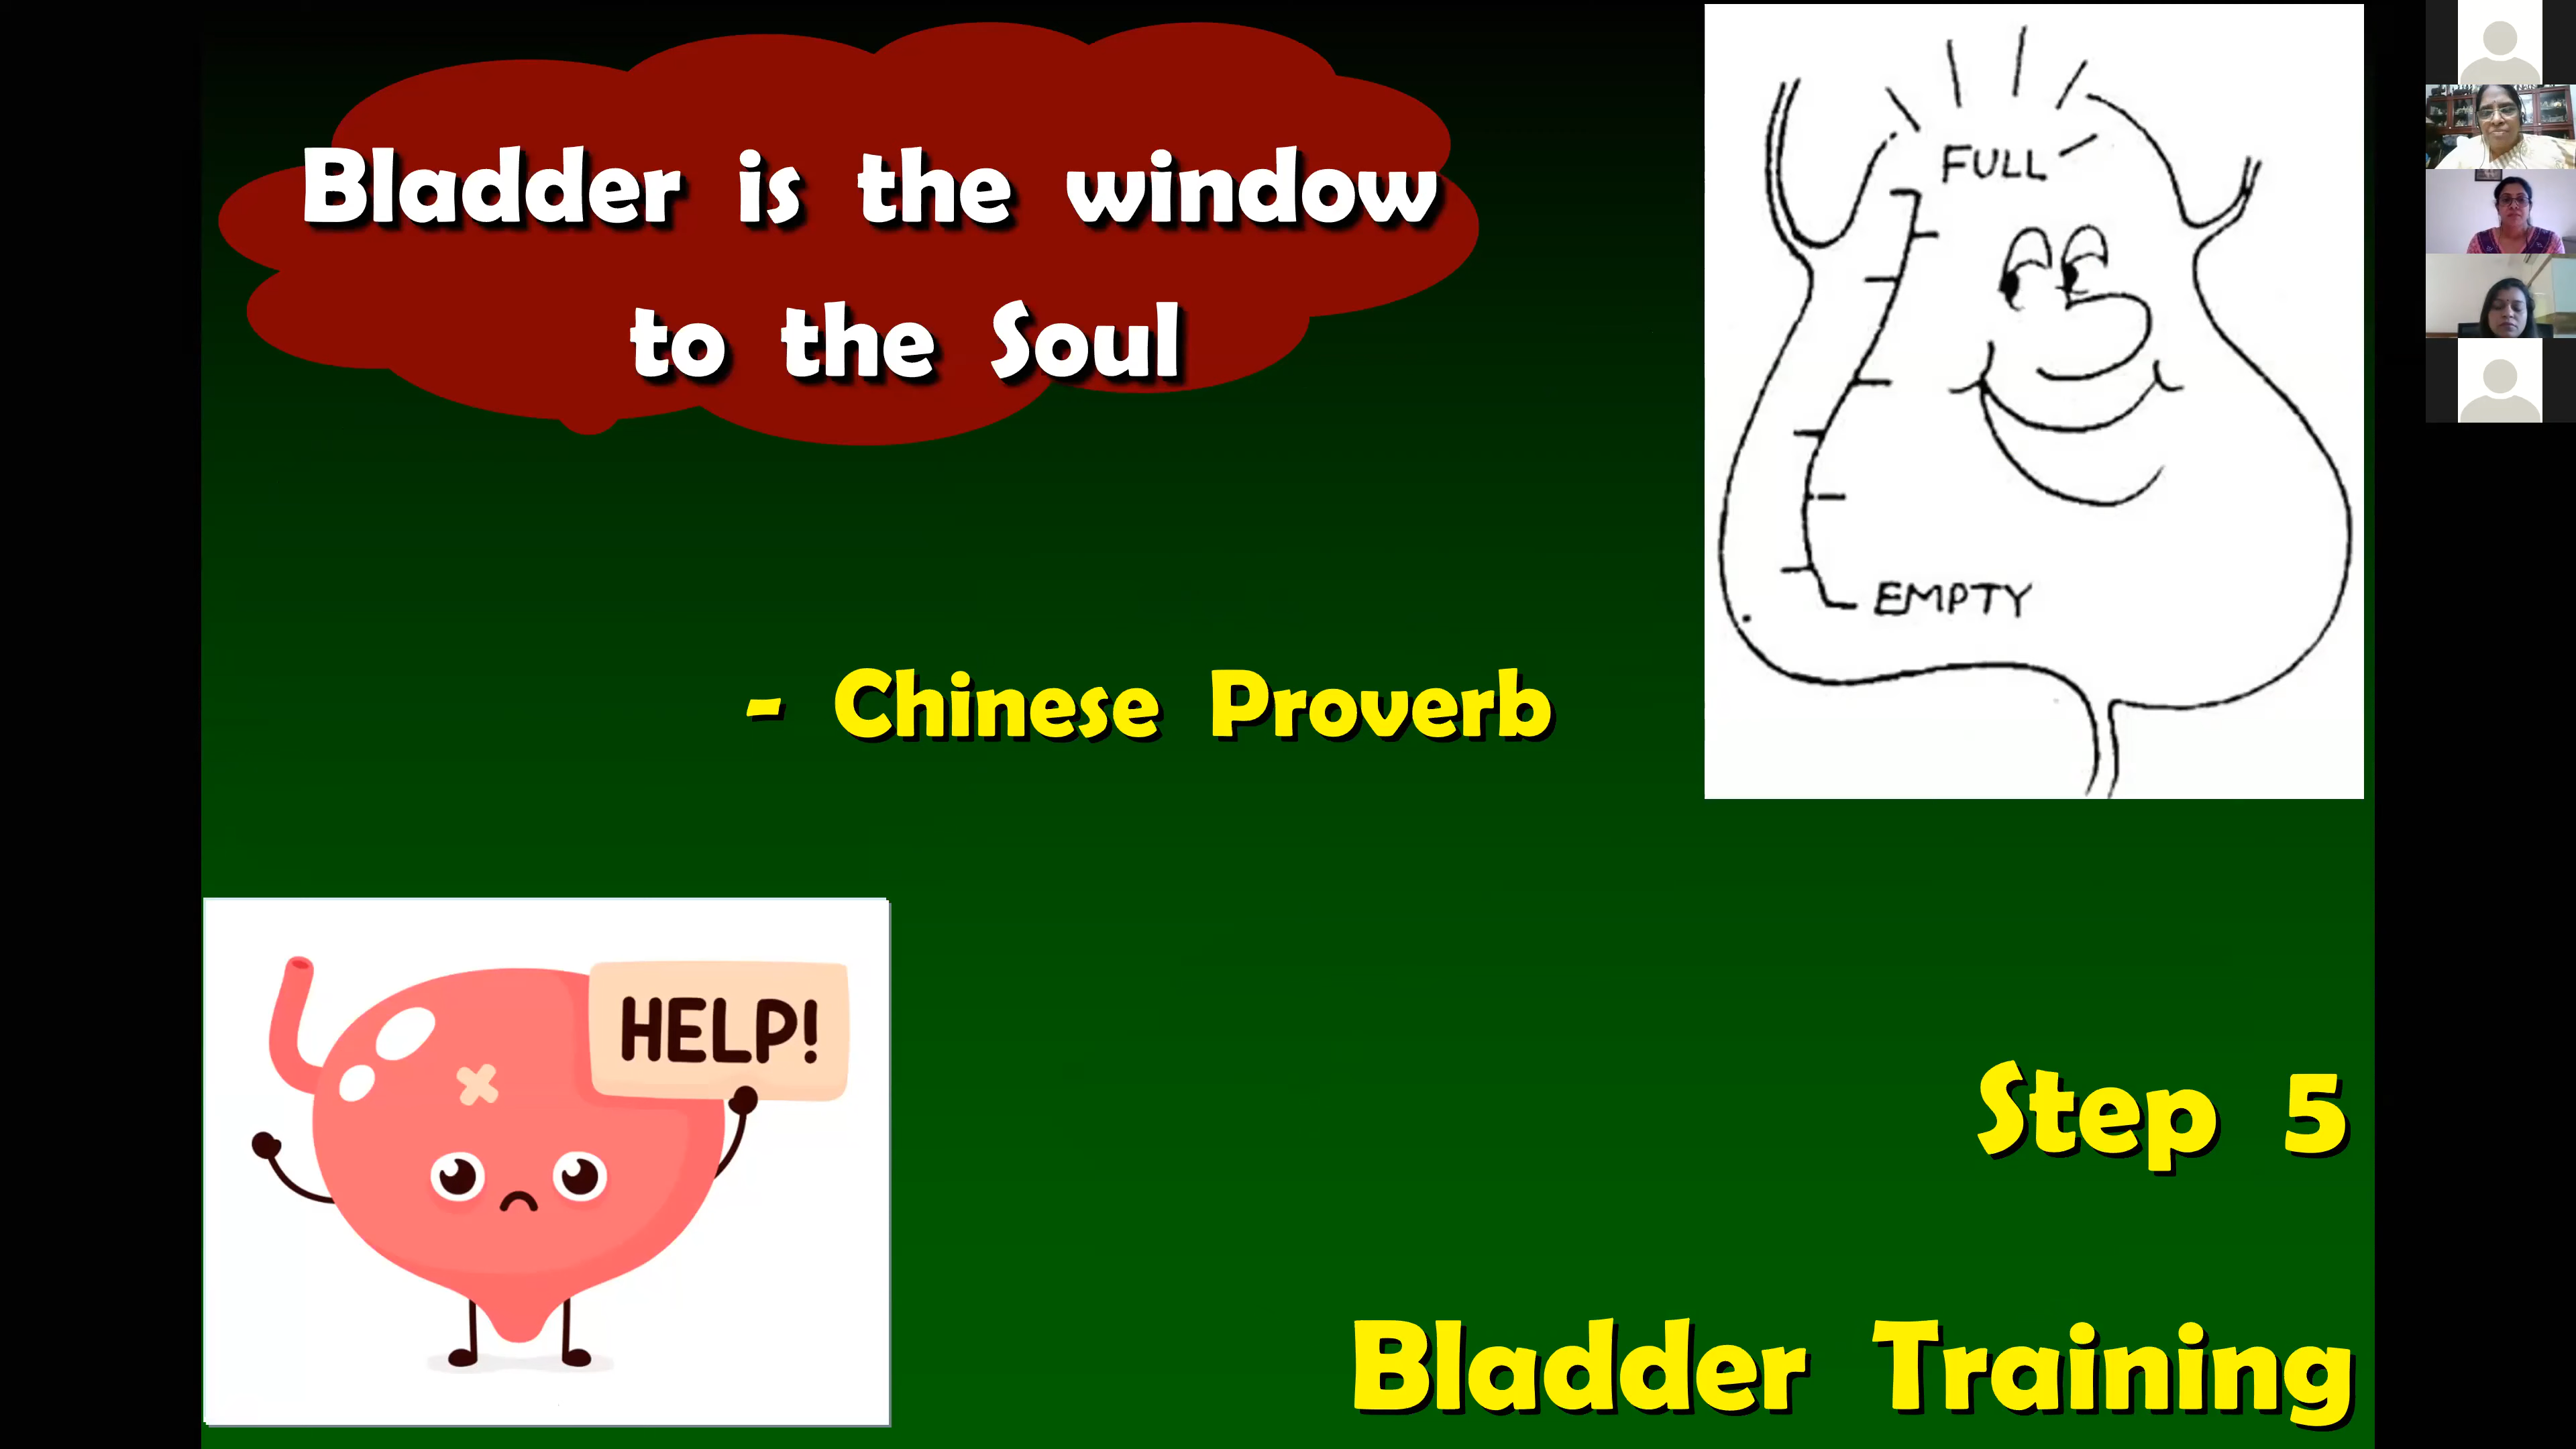 Bladder is the window
to the Soul
- Chinese Proverb
FULL
EMPTY
HELP!
Step 5
Bladder Training